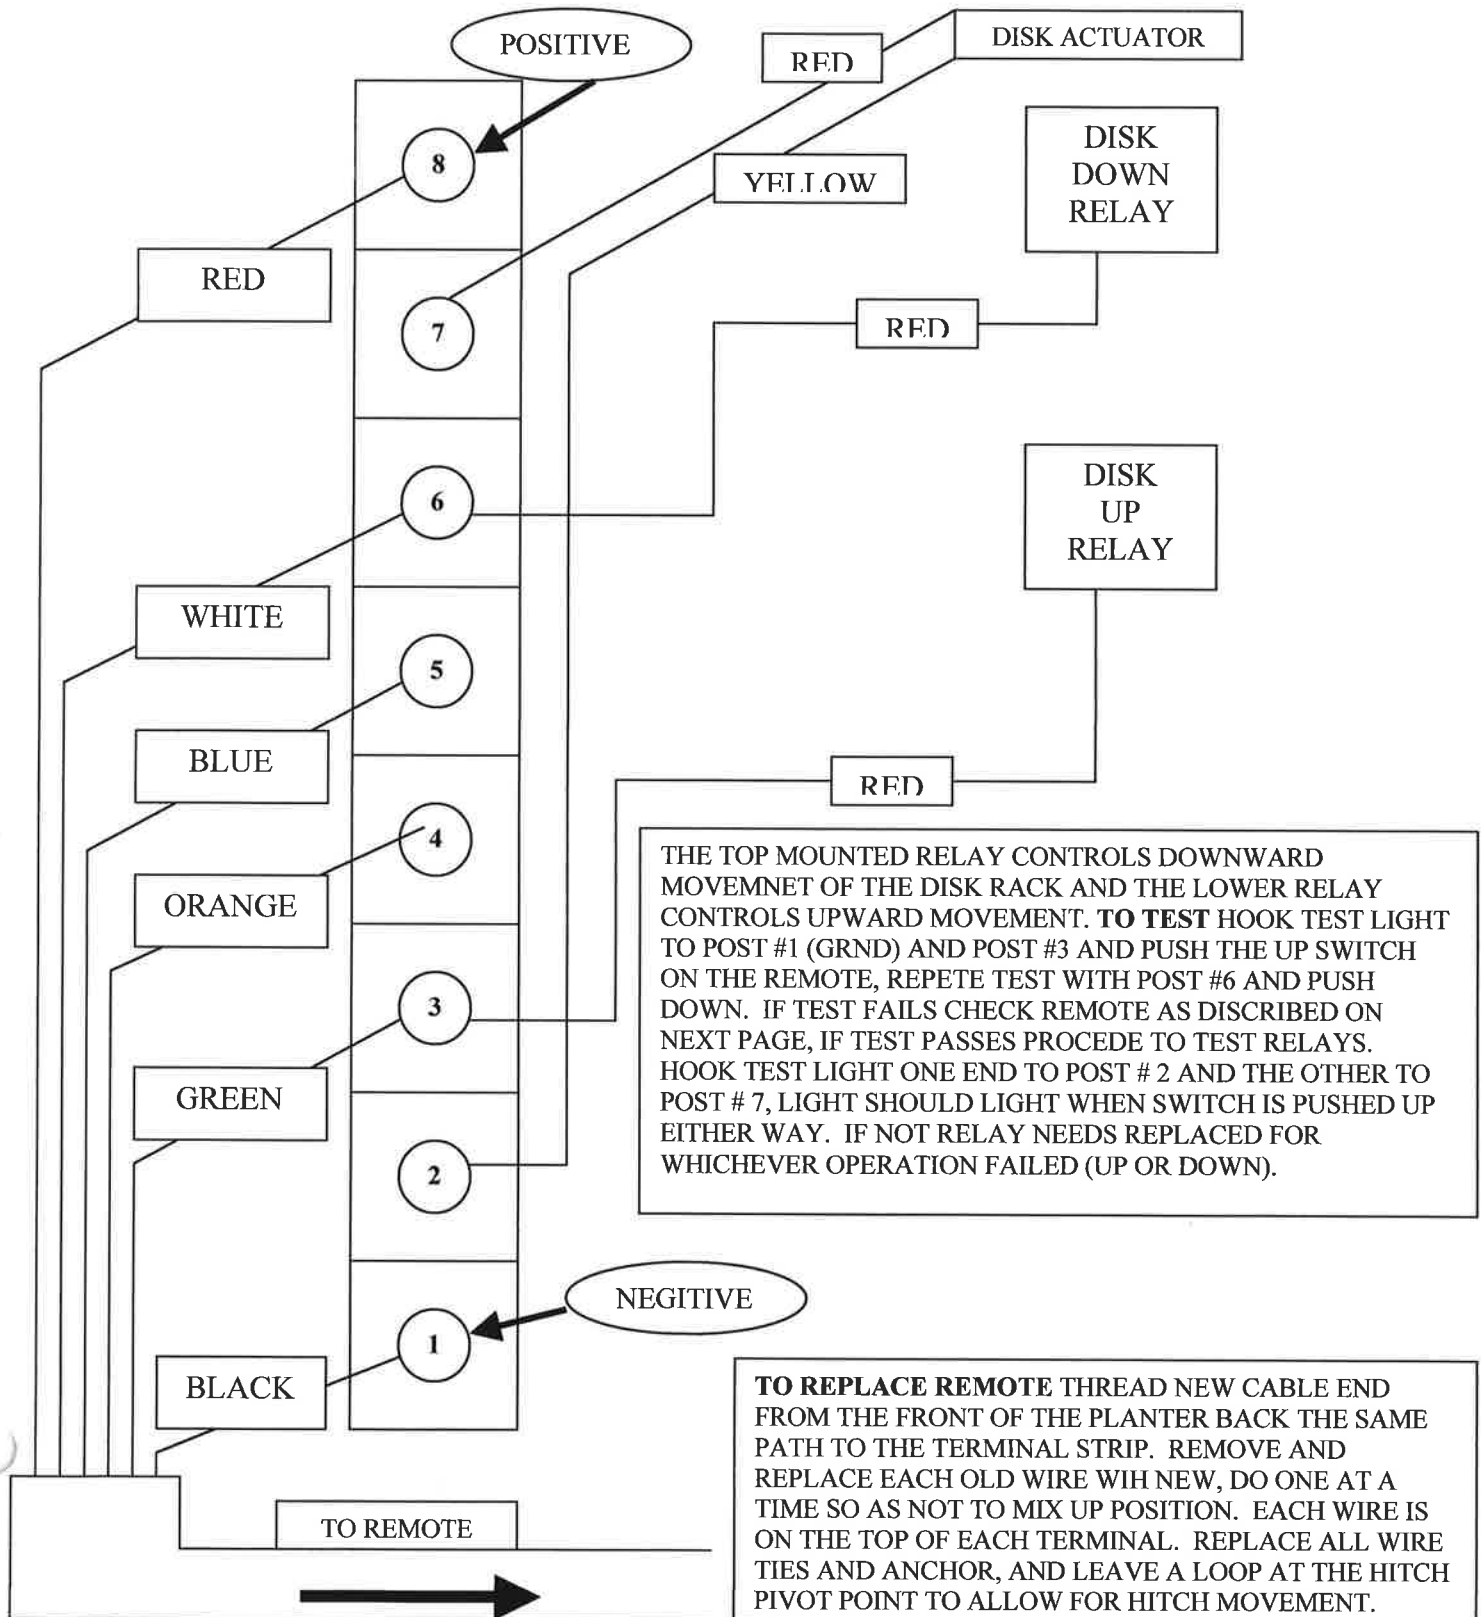 POSITIVE
RED
DISK ACTUATOR
YELLOW
DISK
DOWN
RELAY
8
RED
7
RED
6
WHITE
DISK
UP
RELAY
5
BLUE
RED
4
ORANGE
3
GREEN
2
THE TOP MOUNTED RELAY CONTROLS DOWNWARD
MOVEMNET OF THE DISK RACK AND THE LOWER RELAY
CONTROLS UPWARD MOVEMENT. TO TEST HOOK TEST LIGHT
TO POST #1 (GRND) AND POST #3 AND PUSH THE UP SWITCH
ON THE REMOTE, REPETE TEST WITH POST #6 AND PUSH
DOWN. IF TEST FAILS CHECK REMOTE AS DISCRIBED ON
NEXT PAGE, IF TEST PASSES PROCEDE TO TEST RELAYS.
HOOK TEST LIGHT ONE END TO POST # 2 AND THE OTHER TO
POST # 7, LIGHT SHOULD LIGHT WHEN SWITCH IS PUSHED UP
EITHER WAY. IF NOT RELAY NEEDS REPLACED FOR
WHICHEVER OPERATION FAILED (UP OR DOWN).
NEGITIVE
1
BLACK
TO REMOTE
TO REPLACE REMOTE THREAD NEW CABLE END
FROM THE FRONT OF THE PLANTER BACK THE SAME
PATH TO THE TERMINAL STRIP. REMOVE AND
REPLACE EACH OLD WIRE WIH NEW, DO ONE AT A
TIME SO AS NOT TO MIX UP POSITION. EACH WIRE IS
ON THE TOP OF EACH TERMINAL. REPLACE ALL WIRE
TIES AND ANCHOR, AND LEAVE A LOOP AT THE HITCH
PIVOT POINT TO ALLOW FOR HITCH MOVEMENT.